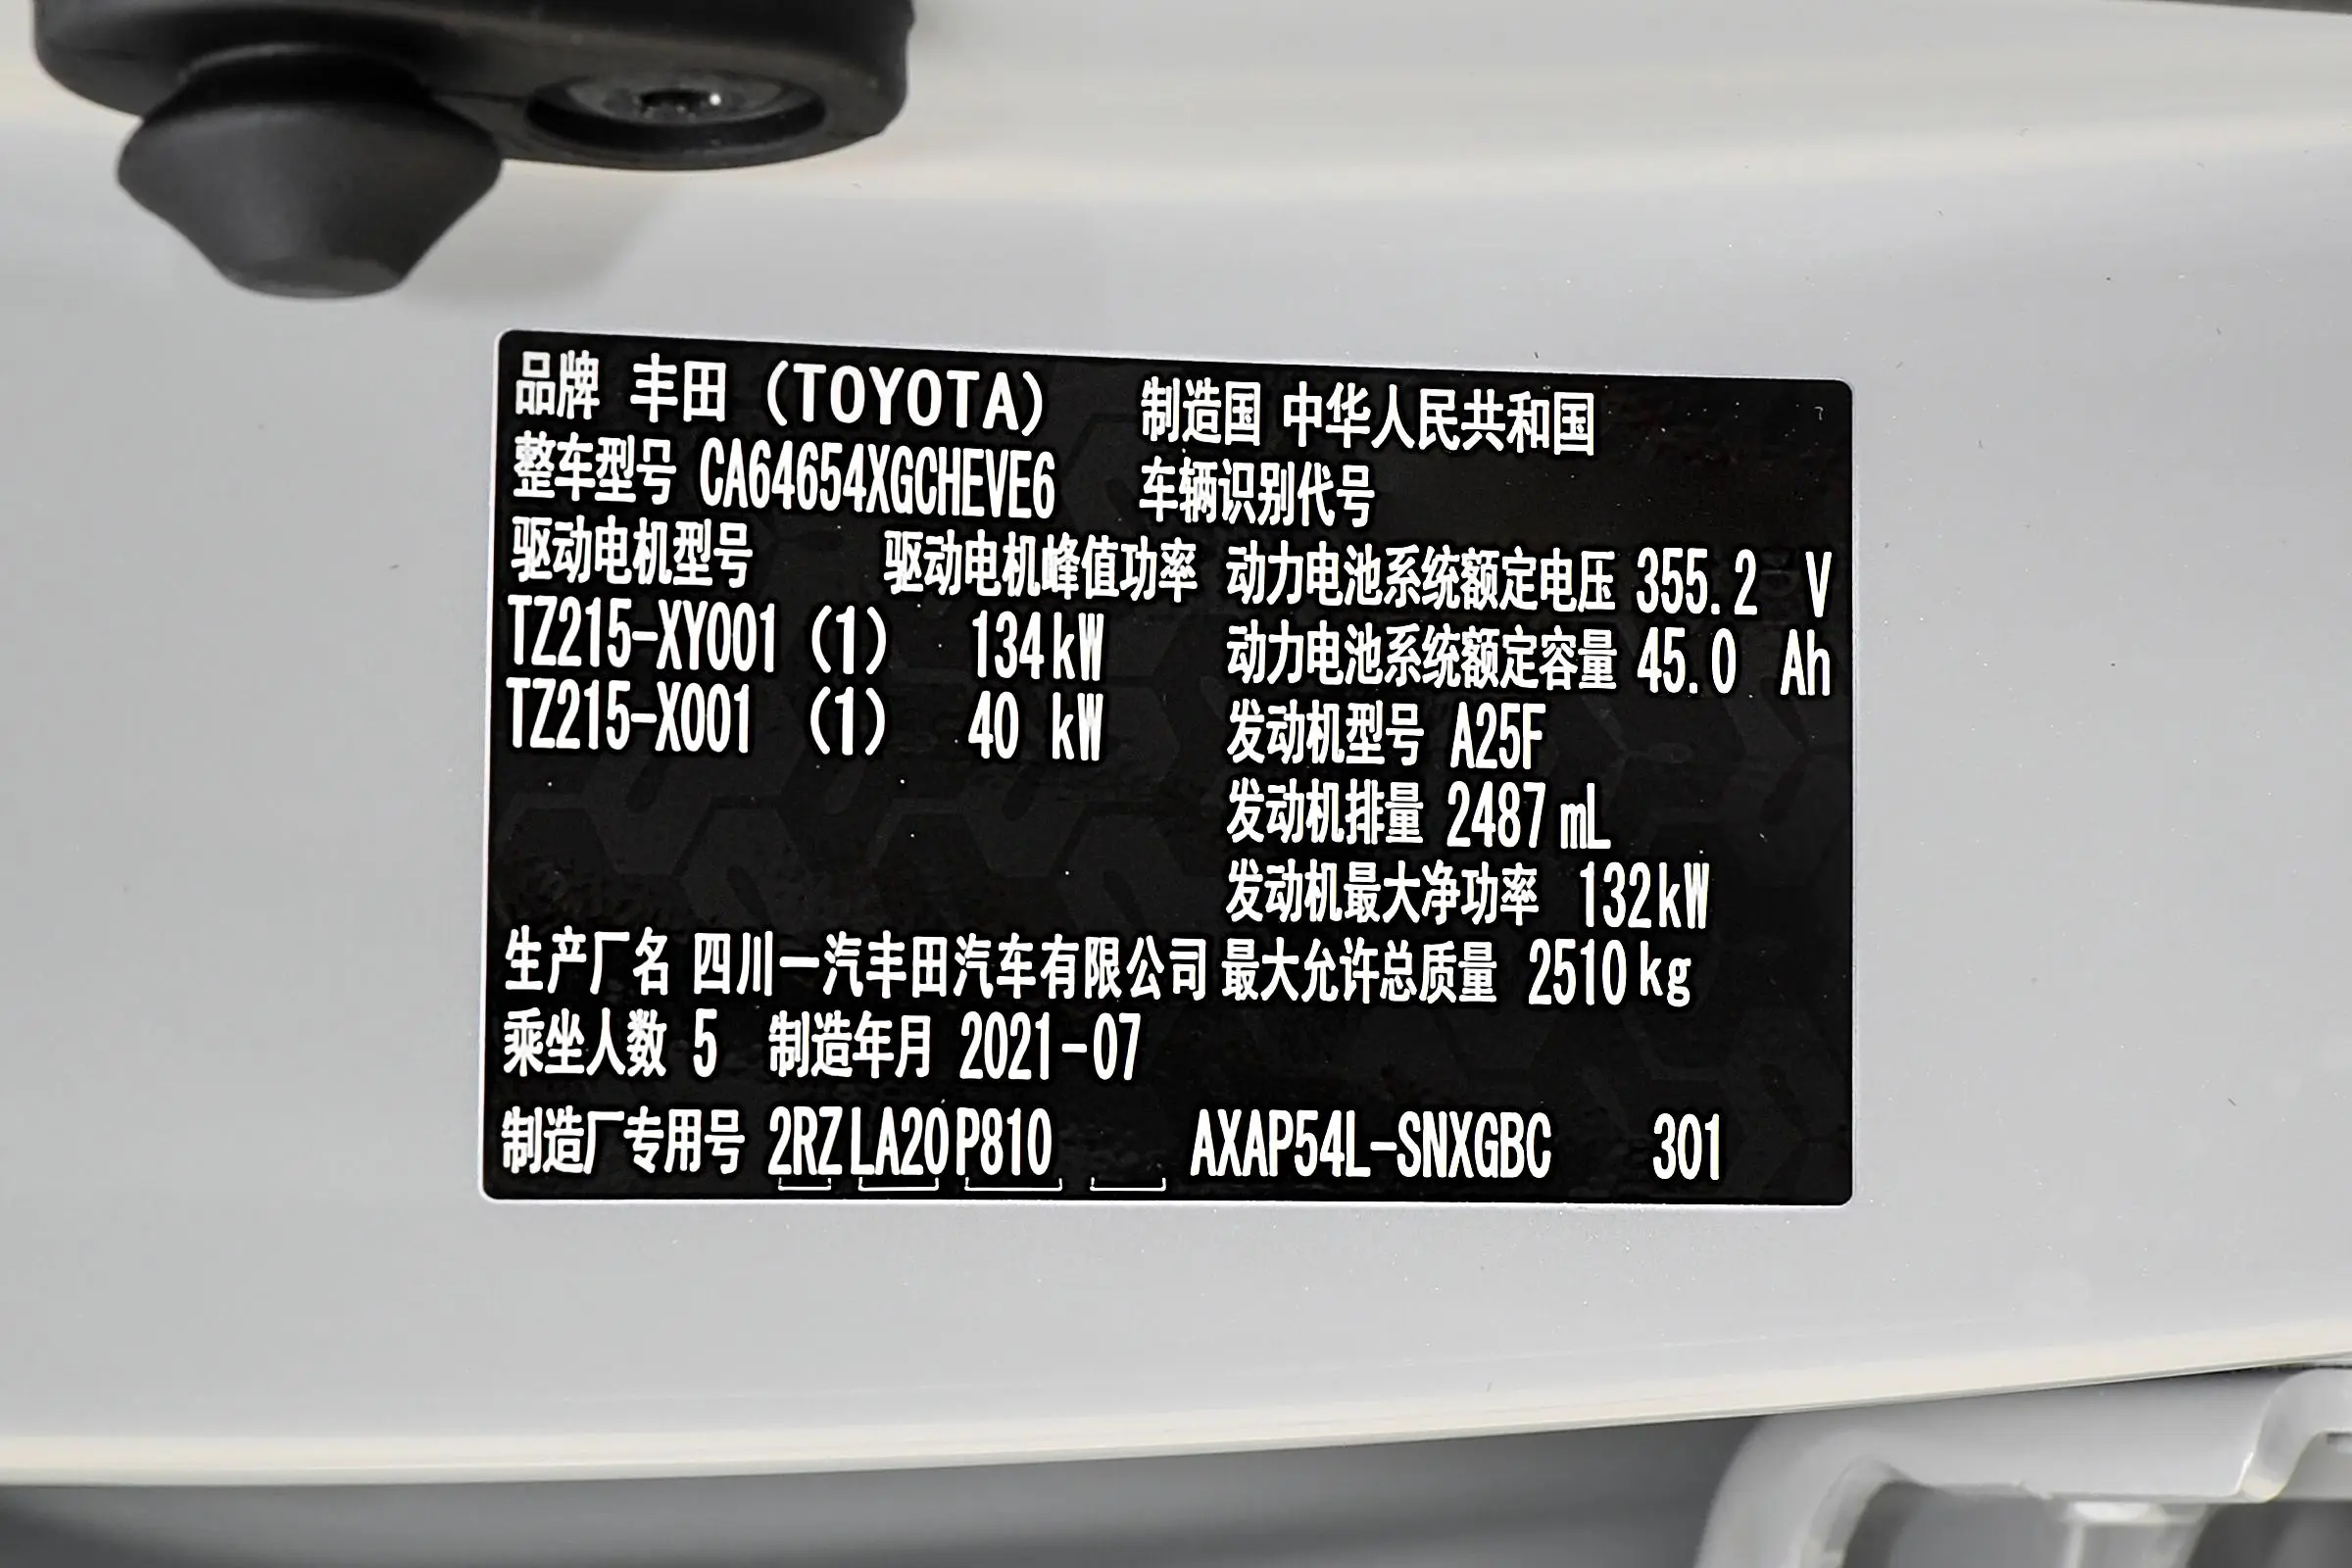 品牌 丰田（TOYOTA） 制造国 中华人民共和国
整车型号 CA64654XGCHEVE6 车辆识别代号
驱动电机型号 驱动电机峰值功率 动力电池系统额定电压 355.2 V
TZ215-XY001 (1) 134kW 动力电池系统额定容量 45.0 Ah
TZ215-X001 (1) 40 kW 发动机型号 A25F
发动机排量 2487 mL
发动机最大净功率 132kW
生产厂名 四川一汽丰田汽车有限公司 最大允许总质量 2510kg
乘坐人数 5 制造年月 2021-07
制造厂专用号 2RZ LA20 P810 AXAP54L-SNXGBC 301